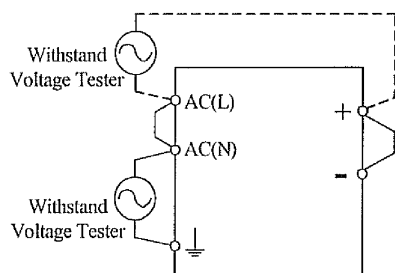 Withstand
Voltage Tester
AC(L)
+
AC(N)
-
Withstand
Voltage Tester